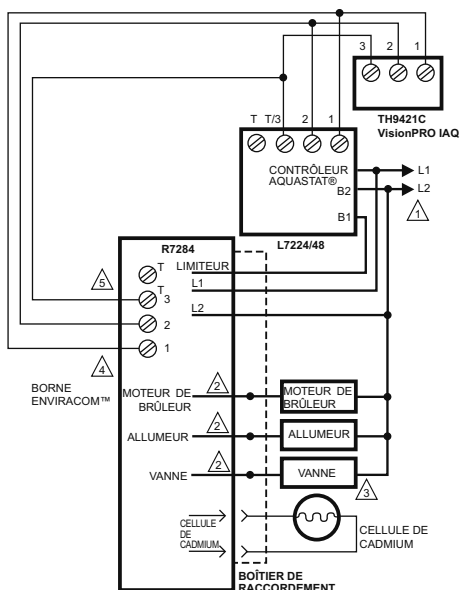 3 2 1
TH9421C
VisionPRO IAQ
T T/3 2 1
CONTRÔLEUR
AQUASTAT®
L1
B2
L2
1
B1
L7224/48
R7284
T
LIMITEUR
5
T
3
L1
L2
2
4
1
BORNE
ENVIRACOM™
MOTEUR DE
BRÛLEUR
2
MOTEUR DE
BRÛLEUR
ALLUMEUR
2
ALLUMEUR
VANNE
2
VANNE
3
CELLULE
DE
CADMIUM
CELLULE DE
CADMIUM
BOÎTIER DE
RACCORDEMENT